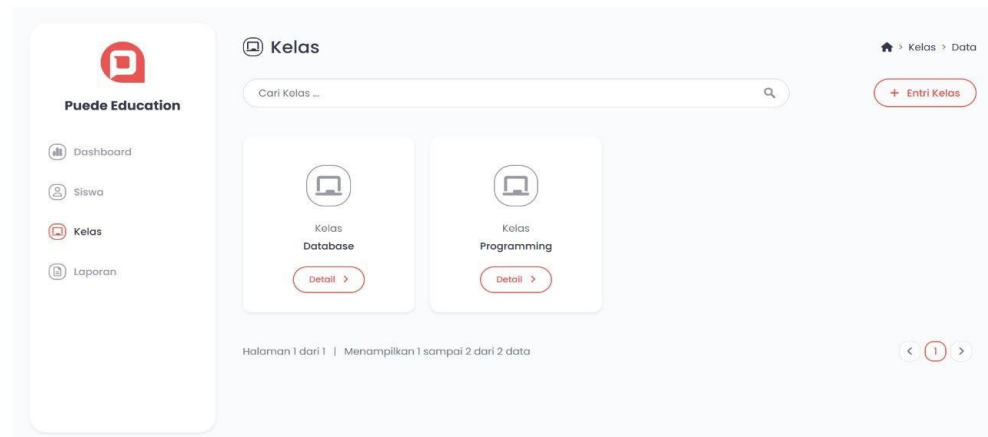 Puede Education
Dashboard
Siswa
Kelas
Laporan
Kelas
> Kelas > Data
Cari Kelas ...
+ Entri Kelas
Kelas
Database
Detail >
Kelas
Programming
Detail >
Halaman 1 dari 1 | Menampilkan 1 sampai 2 dari 2 data
< 1 >